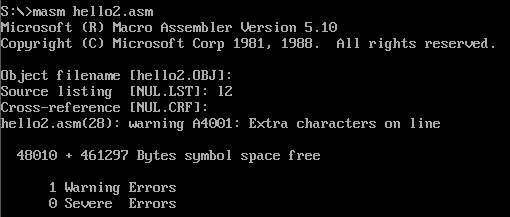 S:\>masm hello2.asm
Microsoft (R) Macro Assembler Version 5.10
Copyright (C) Microsoft Corp 1981, 1988.  All rights reserved.
Object filename [hello2.OBJ]:
Source listing  [NUL.LST]: l2
Cross-reference [NUL.CRF]:
hello2.asm(28): warning A4001: Extra characters on line
48010 + 461297 Bytes symbol space free
1 Warning Errors
0 Severe  Errors